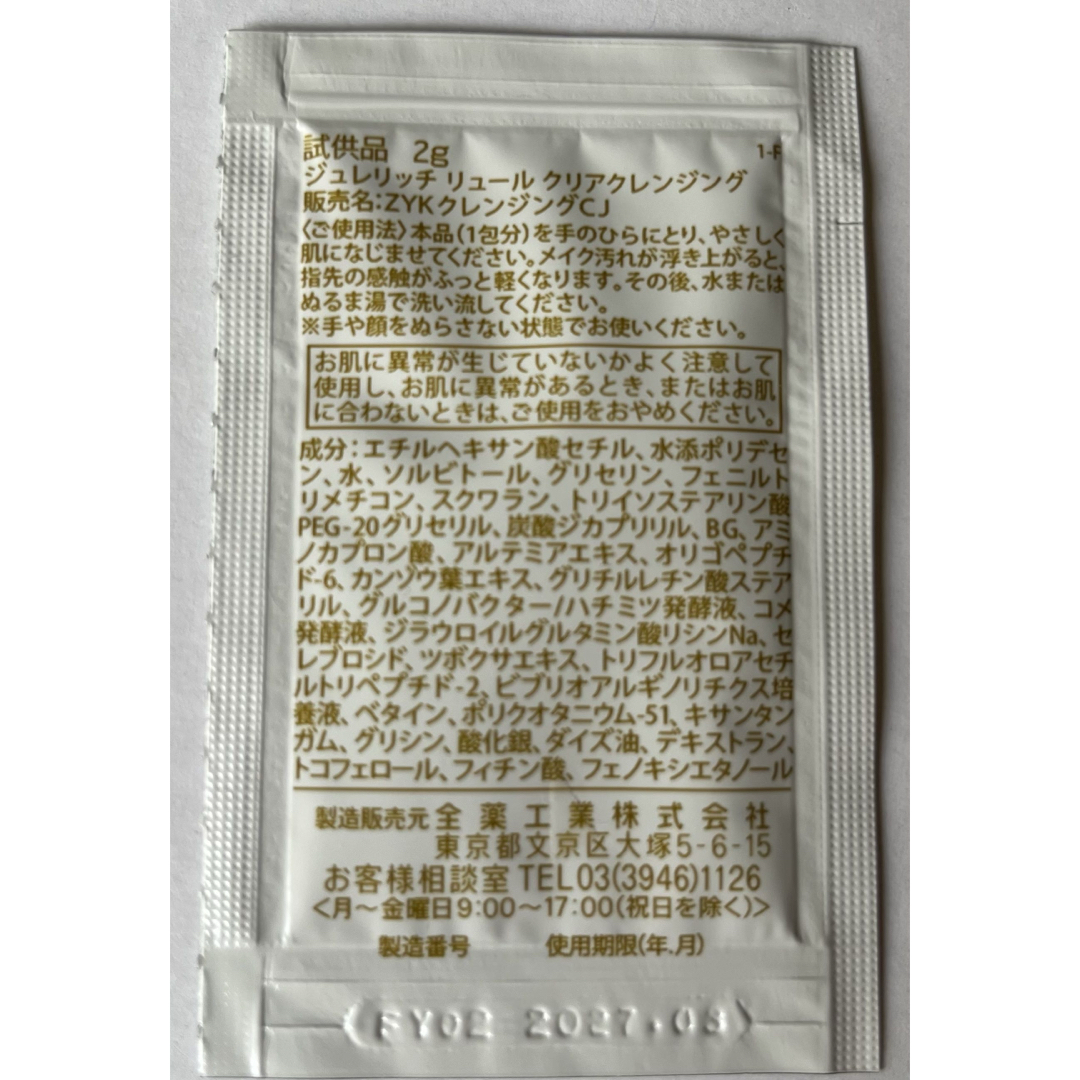 試供品 2g
1-F
ジュレリッチ リュール クリアクレンジング
販売名:ZYKクレンジングCJ
〈ご使用法〉本品(1包分)を手のひらにとり、やさしく
肌になじませてください。メイク汚れが浮き上がると、
指先の感触がふっと軽くなります。その後、水または
ぬるま湯で洗い流してください。
※手や顔をぬらさない状態でお使いください。
お肌に異常が生じていないかよく注意して
使用し、お肌に異常があるとき、またはお肌
に合わないときは、ご使用をおやめください。
成分:エチルヘキサン酸セチル、水添ポリデセ
ン、水、ソルビトール、グリセリン、フェニルト
リメチコン、スクワラン、トリイソステアリン酸
PEG-20グリセリル、炭酸ジカプリリル、BG、アミ
ノカプロン酸、アルテミアエキス、オリゴペプチ
ド-6、カンゾウ葉エキス、グリチルレチン酸ステア
リル、グルコノバクター/ハチミツ発酵液、コメ
発酵液、ジラウロイルグルタミン酸リシンNa、セ
レブロシド、ツボクサエキス、トリフルオロアセチ
ルトリペプチド-2、ビブリオアルギノリチクス培
養液、ベタイン、ポリクオタニウム-51、キサンタン
ガム、グリシン、酸化銀、ダイズ油、デキストラン、
トコフェロール、フィチン酸、フェノキシエタノール
製造販売元 全薬工業株式会社
東京都文京区大塚5-6-15
お客様相談室 TEL03(3946)1126
<月～金曜日9:00～17:00(祝日を除く)>
製造番号 使用期限(年.月)
FY02 2027.03